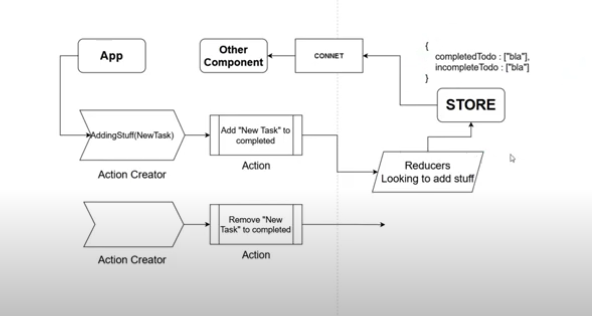 App
Other
Component
CONNET
{
completedTodo : ["bla"],
incompleteTodo : ["bla"]
}
STORE
AddingStuff(NewTask)
Add "New Task" to
completed
Action Creator
Action
Reducers
Looking to add stuff
Remove "New
Task" to completed
Action Creator
Action